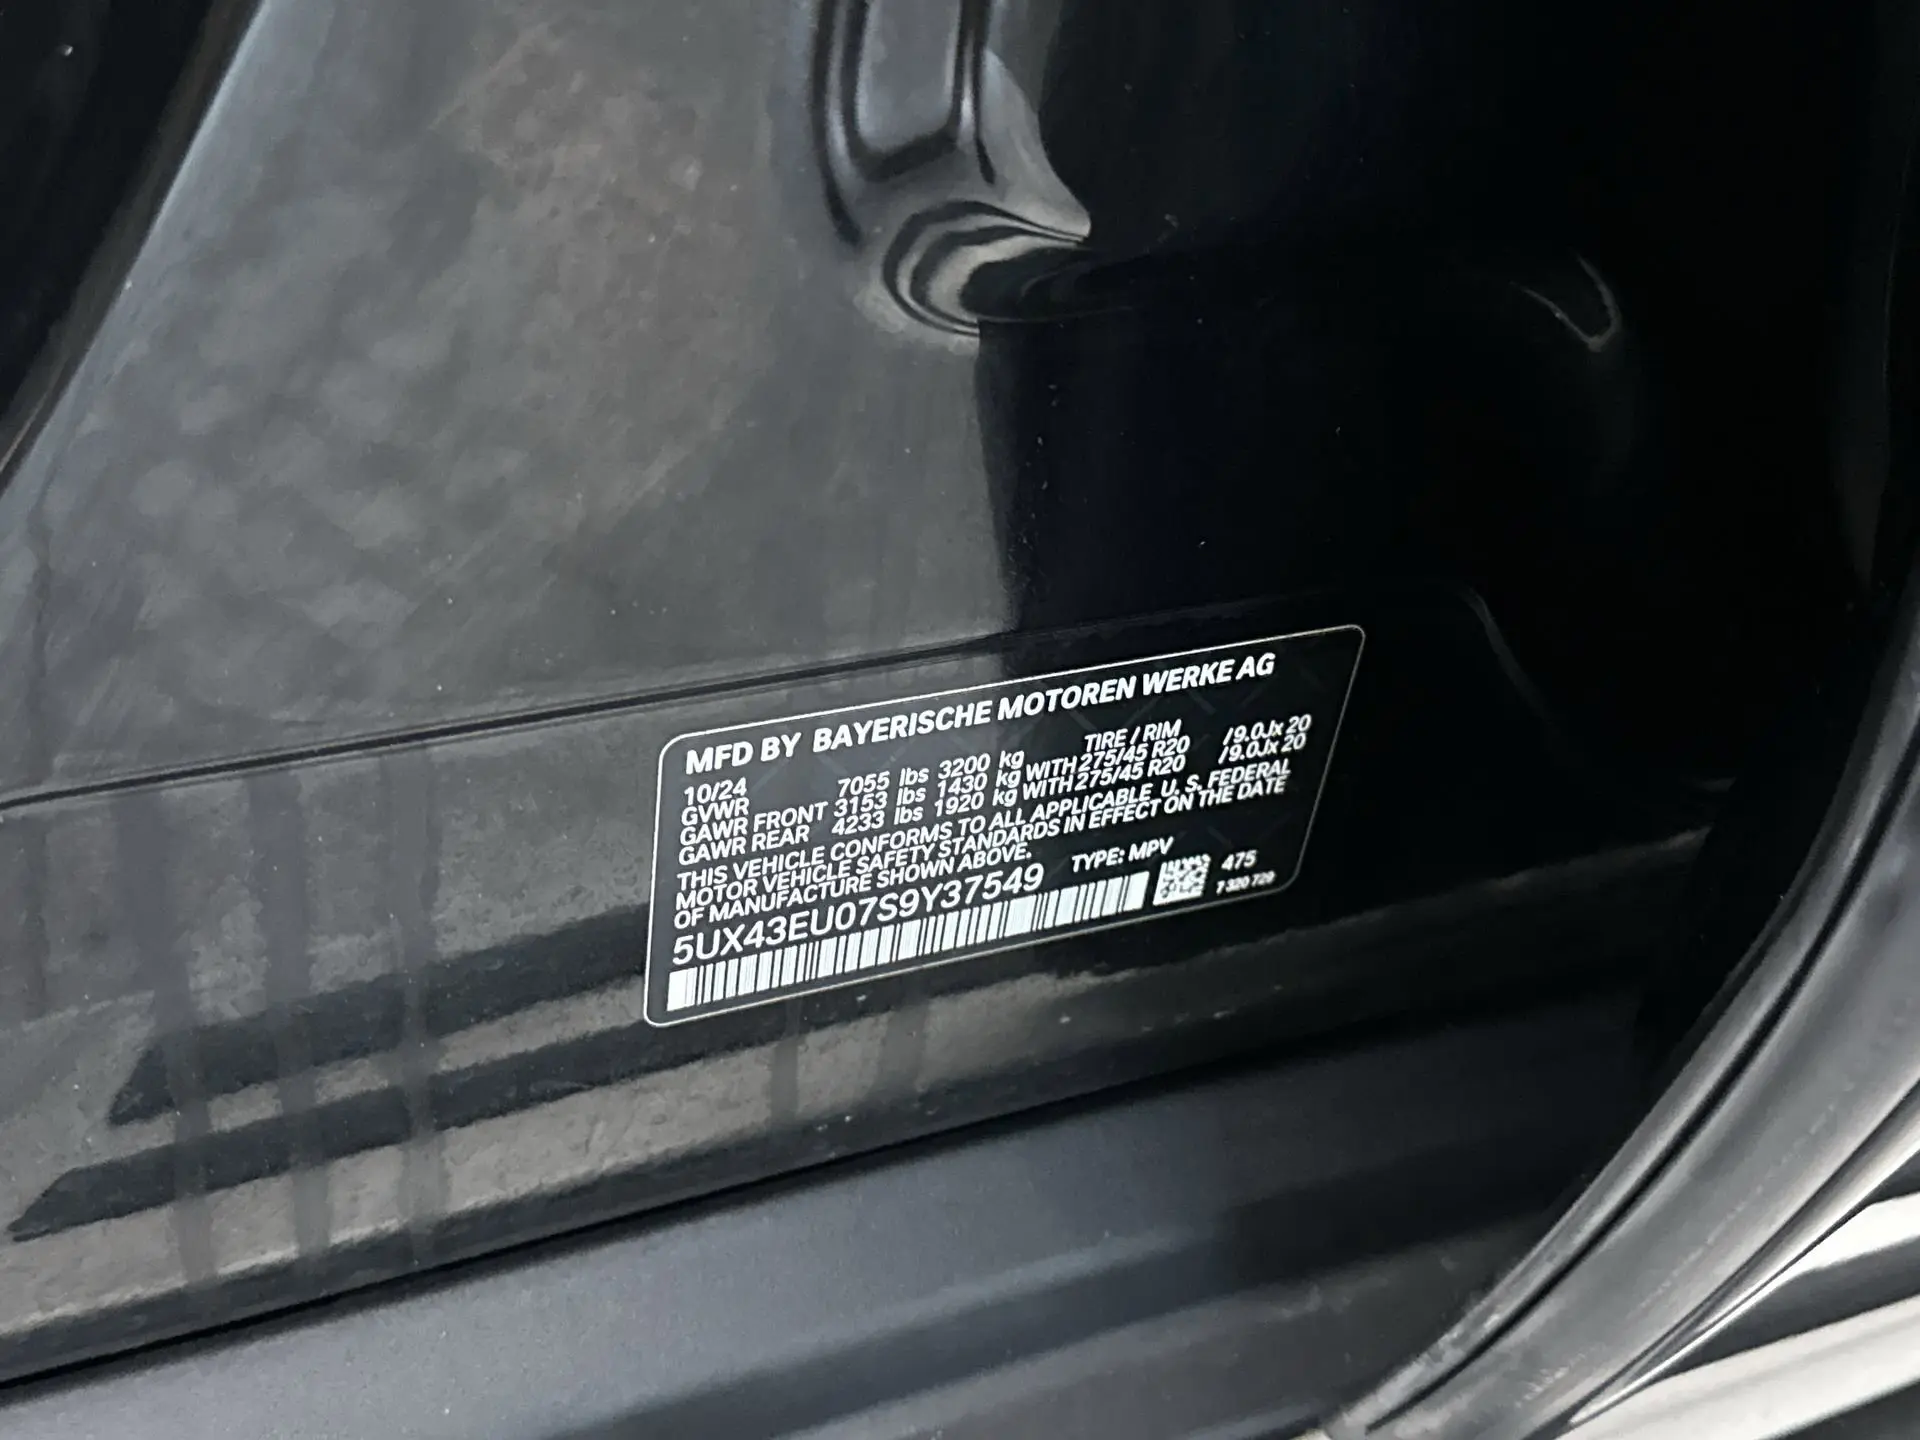 MFD BY BAYERISCHE MOTOREN WERKE AG
10/24 TIRE / RIM
GVWR 7055 lbs 3200 kg
GAWR FRONT 3153 lbs 1430 kg WITH 275/45 R20 /9.0Jx 20
GAWR REAR 4233 lbs 1920 kg WITH 275/45 R20 /9.0Jx 20
THIS VEHICLE CONFORMS TO ALL APPLICABLE U. S. FEDERAL
MOTOR VEHICLE SAFETY STANDARDS IN EFFECT ON THE DATE
OF MANUFACTURE SHOWN ABOVE. TYPE: MPV
5UX43EU07S9Y37549
475
7 320 729